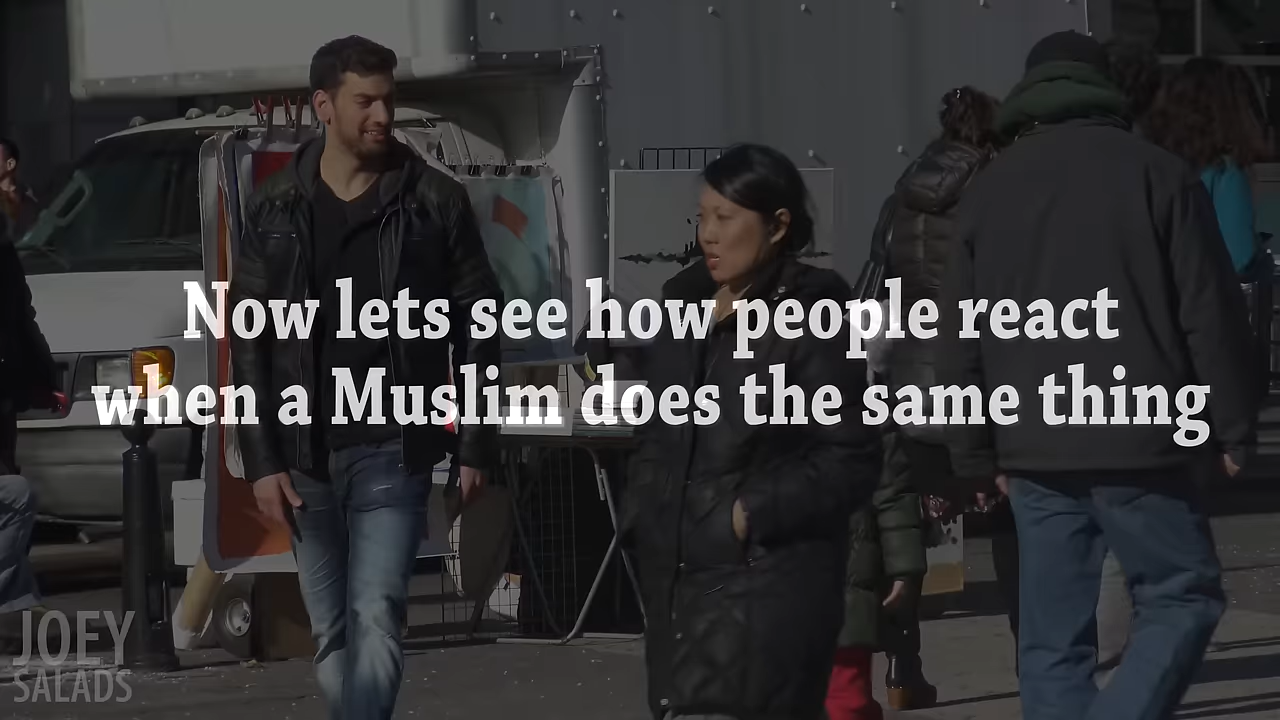 Now lets see how people react
when a Muslim does the same thing
JOEY
SALADS